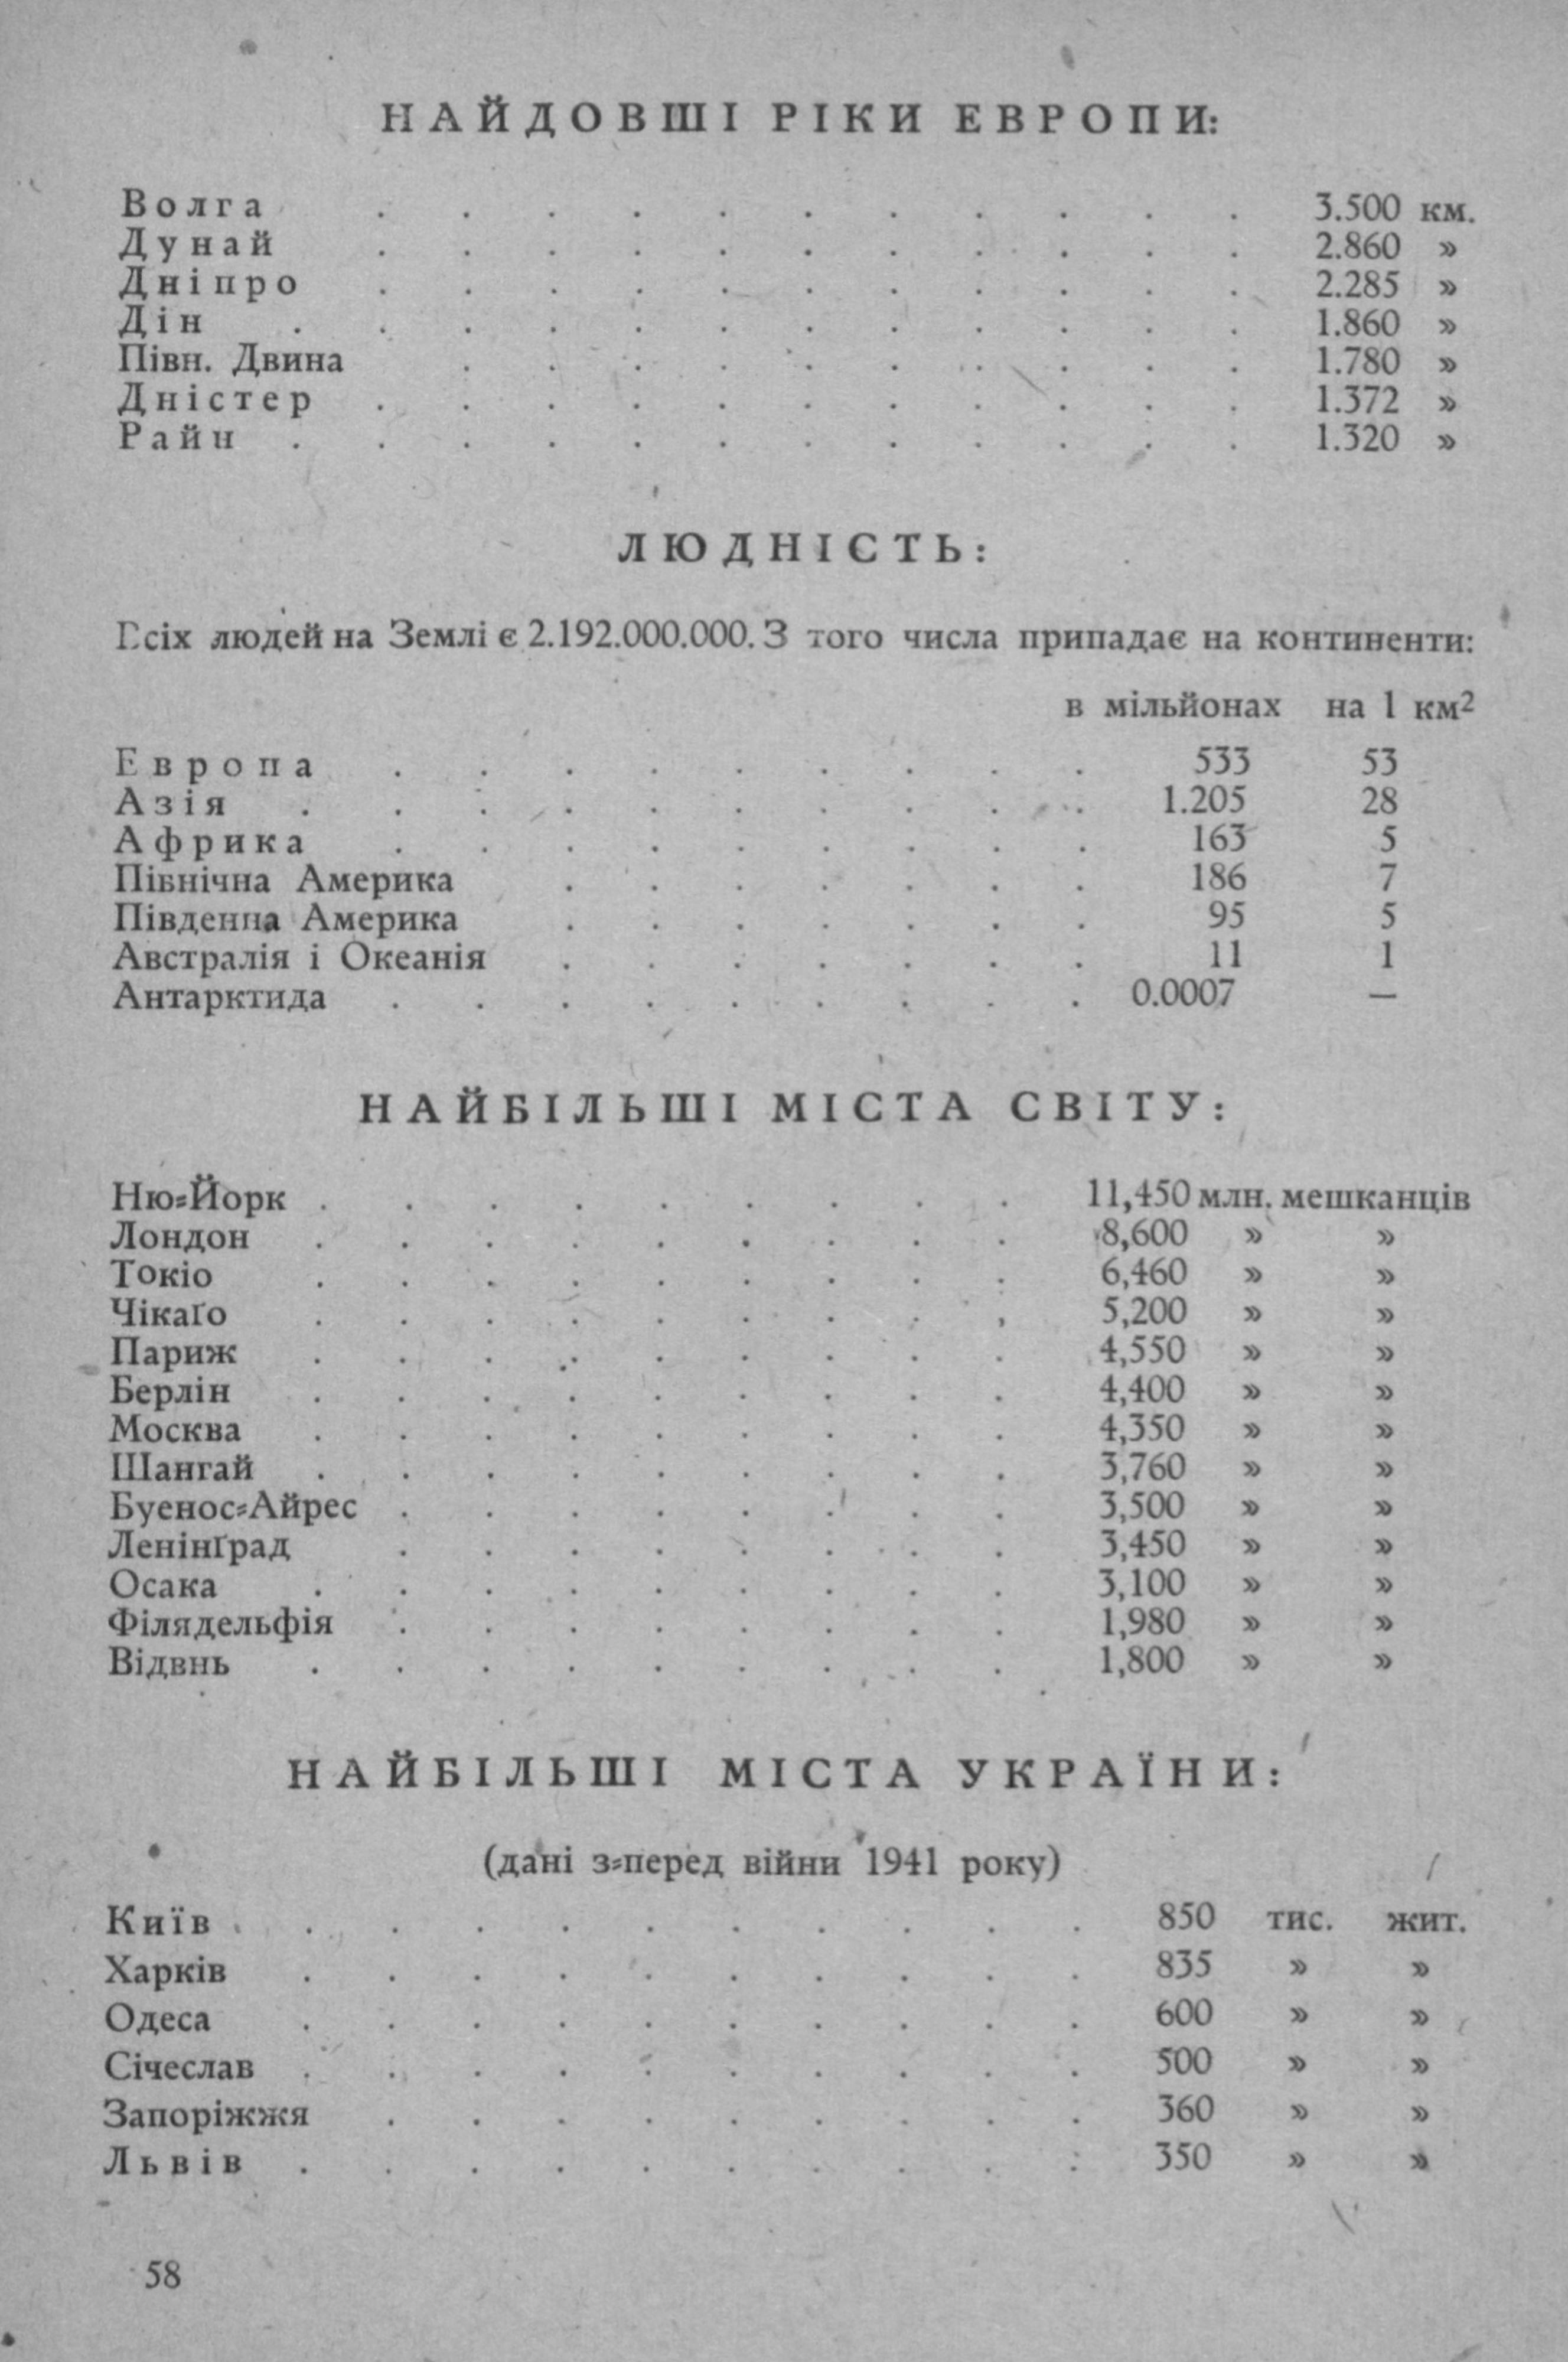 НАЙДОВШІ РІКИ ЕВРОПИ:
Волга . . . . . . . . . . . 3.500 км.
Дунай . . . . . . . . . . . 2.860 »
Дніпро . . . . . . . . . . . 2.285 »
Дін . . . . . . . . . . . . 1.860 »
Півн. Двина . . . . . . . . . . 1.780 »
Дністер . . . . . . . . . . . 1.372 »
Райн . . . . . . . . . . . . 1.320 »
ЛЮДНІСТЬ:
Всіх людей на Землі є 2.192.000.000. З того числа припадає на континенти:
в мільйонах на 1 км²
Европа . . . . . . . . . 533 53
Азія . . . . . . . . . . 1.205 28
Африка . . . . . . . . . 163 5
Північна Америка . . . . . . . 186 7
Південна Америка . . . . . . . 95 5
Австралія і Океанія . . . . . . . 11 1
Антарктида . . . . . . . . . 0.0007 —
НАЙБІЛЬШІ МІСТА СВІТУ:
Ню-Йорк . . . . . . . . . 11,450 млн. мешканців
Лондон . . . . . . . . . 8,600 » »
Токіо . . . . . . . . . 6,460 » »
Чікаґо . . . . . . . . , 5,200 » »
Париж . . . . . . . . . 4,550 » »
Берлін . . . . . . . . . 4,400 » »
Москва . . . . . . . . . 4,350 » »
Шангай . . . . . . . . . 3,760 » »
Буенос-Айрес . . . . . . . . 3,500 » »
Ленінґрад . . . . . . . . 3,450 » »
Осака . . . . . . . . . 3,100 » »
Філядельфія . . . . . . . . 1,980 » »
Відвнь . . . . . . . . . 1,800 » »
НАЙБІЛЬШІ МІСТА УКРАЇНИ:
(дані з-перед війни 1941 року)
Київ . . . . . . . . . . . 850 тис. жит.
Харків . . . . . . . . . . 835 » »
Одеса . . . . . . . . . . 600 » »
Січеслав . . . . . . . . . . 500 » »
Запоріжжя . . . . . . . . . 360 » »
Львів . . . . . . . . . . 350 » »
58